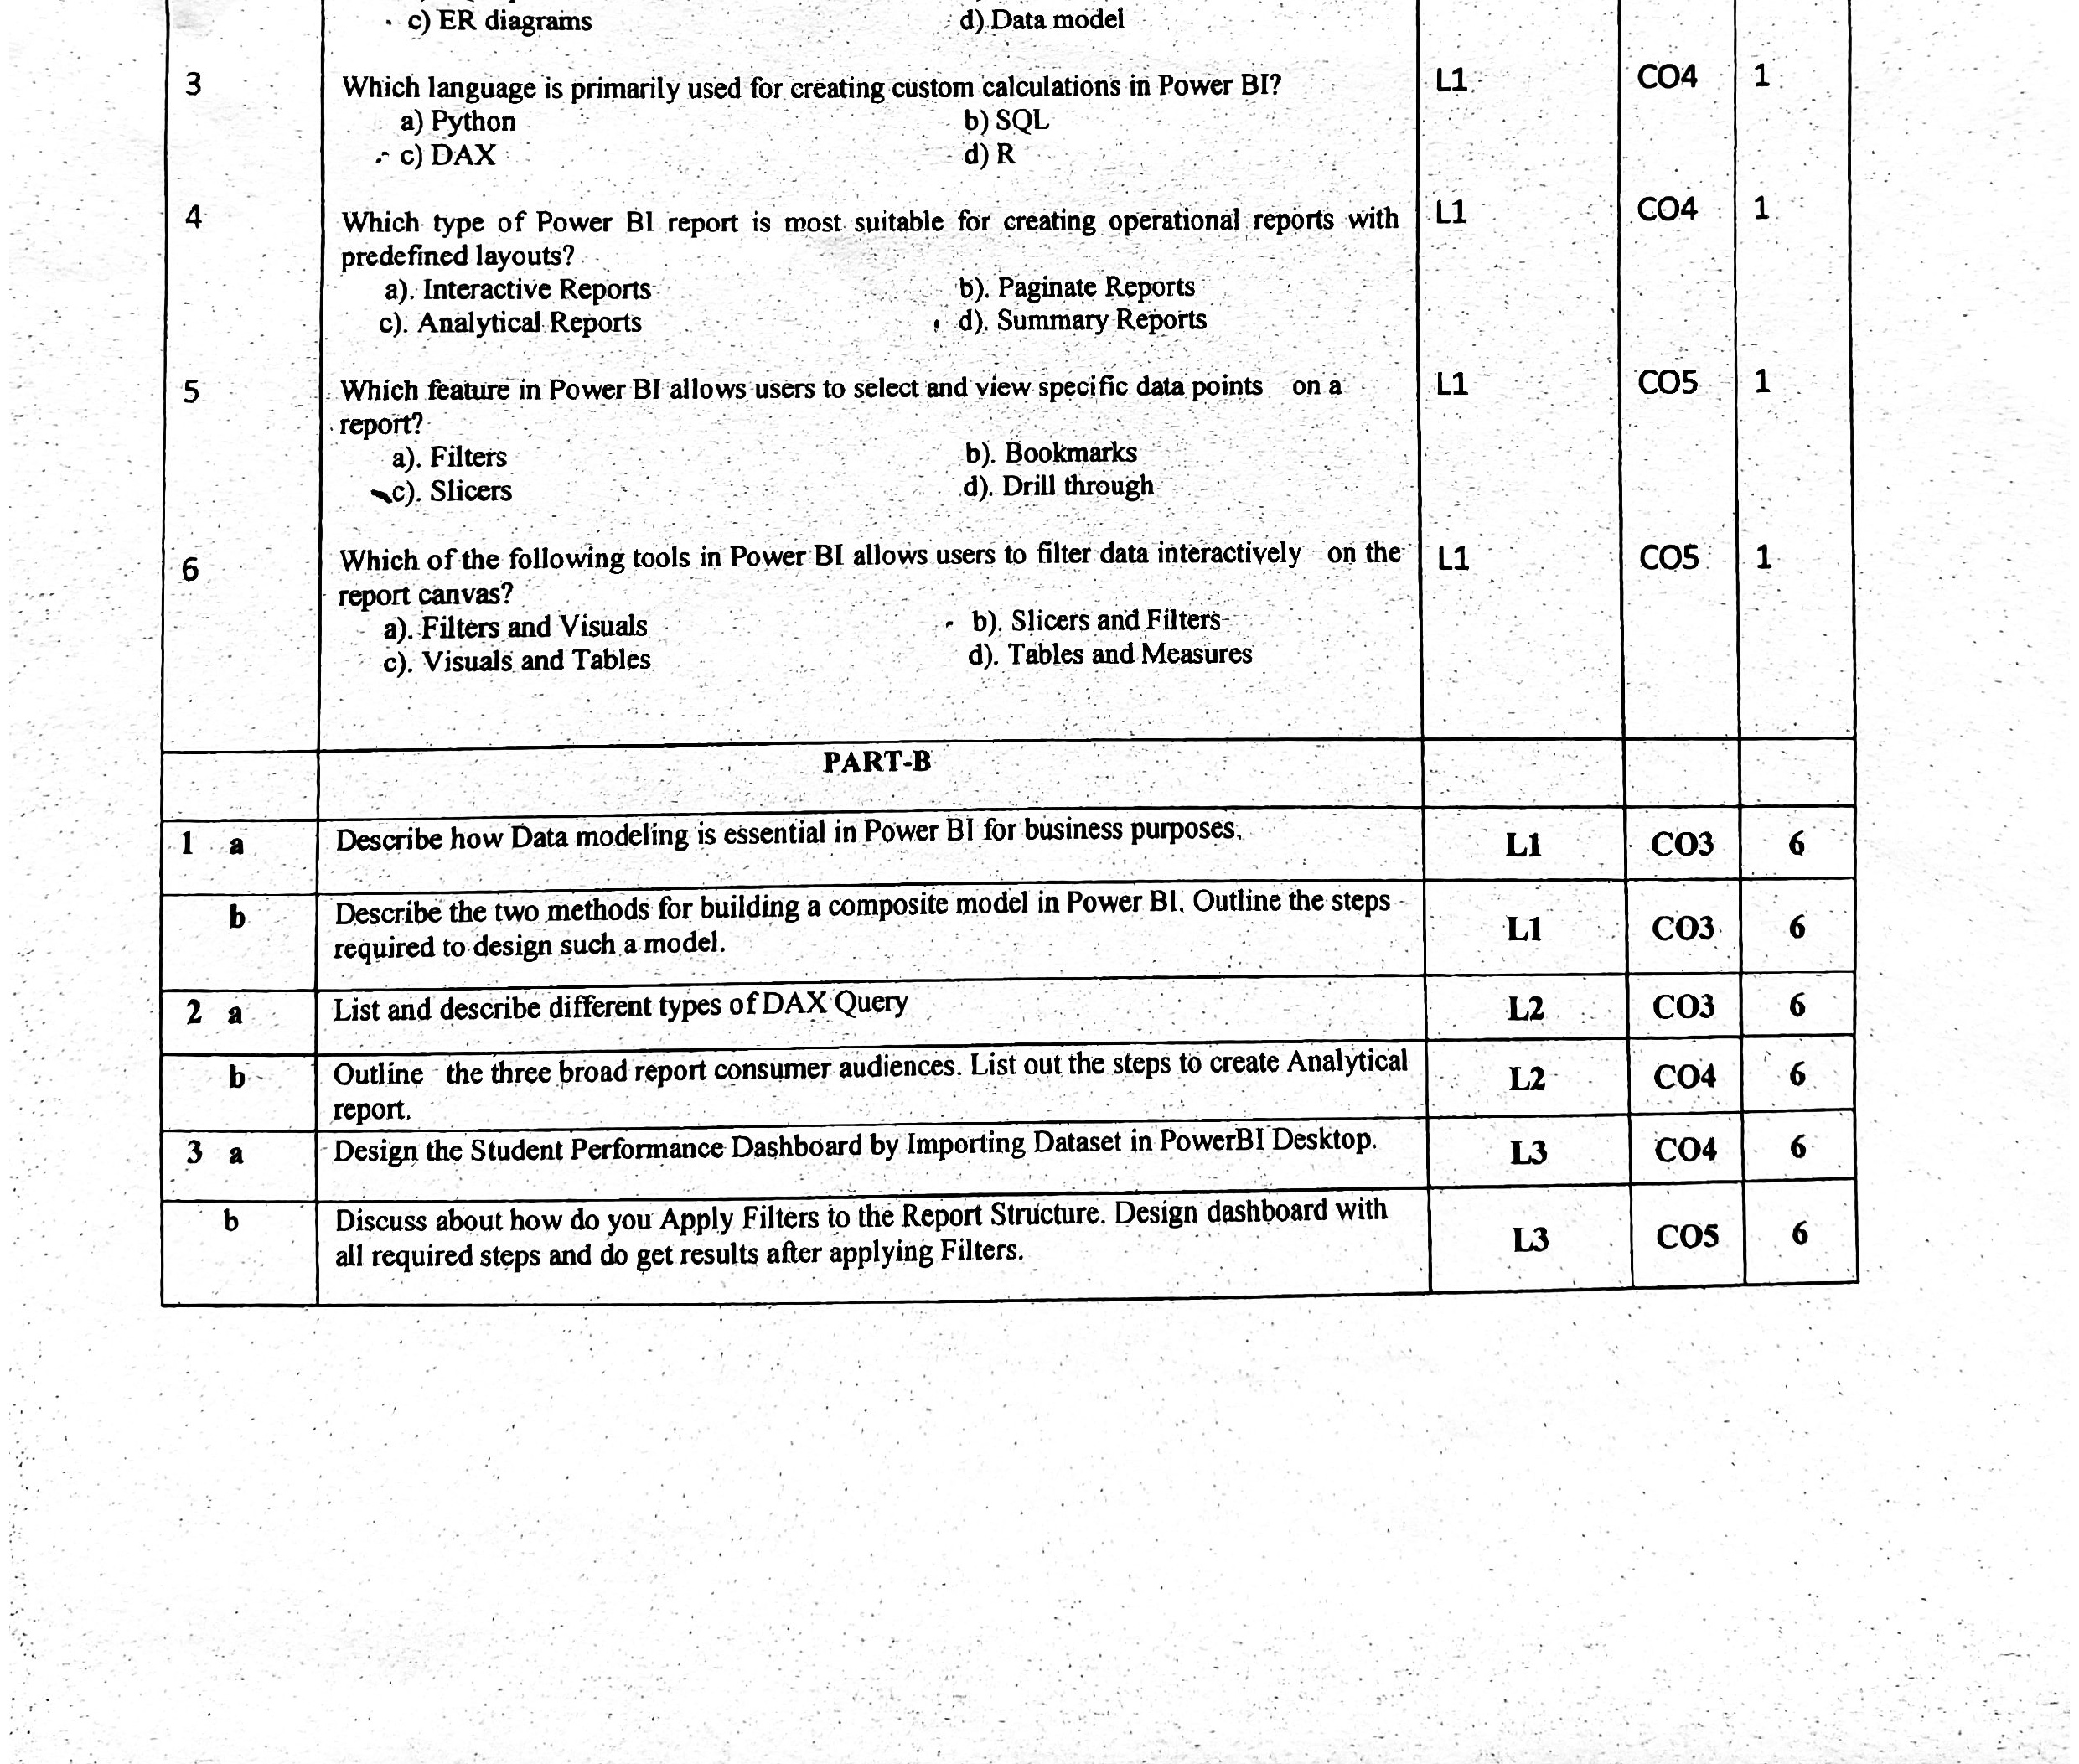 c) ER diagrams d) Data model
3 Which language is primarily used for creating custom calculations in Power BI? L1 CO4 1
a) Python b) SQL
c) DAX d) R
4 Which type of Power BI report is most suitable for creating operational reports with L1 CO4 1
predefined layouts?
a). Interactive Reports b). Paginate Reports
c). Analytical Reports d). Summary Reports
5 Which feature in Power BI allows users to select and view specific data points on a L1 CO5 1
report?
a). Filters b). Bookmarks
c). Slicers d). Drill through
6 Which of the following tools in Power BI allows users to filter data interactively on the L1 CO5 1
report canvas?
a). Filters and Visuals b). Slicers and Filters
c). Visuals and Tables d). Tables and Measures
PART-B
1 a Describe how Data modeling is essential in Power BI for business purposes. L1 CO3 6
b Describe the two methods for building a composite model in Power BI. Outline the steps L1 CO3 6
required to design such a model.
2 a List and describe different types of DAX Query L2 CO3 6
b Outline the three broad report consumer audiences. List out the steps to create Analytical L2 CO4 6
report.
3 a Design the Student Performance Dashboard by Importing Dataset in PowerBI Desktop. L3 CO4 6
b Discuss about how do you Apply Filters to the Report Structure. Design dashboard with L3 CO5 6
all required steps and do get results after applying Filters.